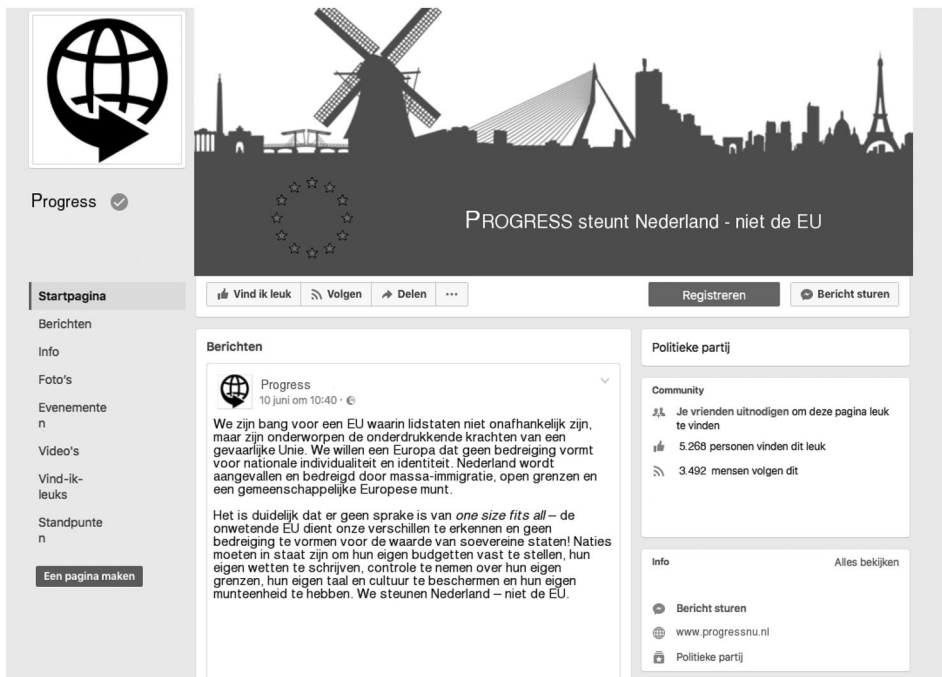 PROGRESS steunt Nederland - niet de EU
Progress
Startpagina
Berichten
Info
Foto's
Evenemente
n
Video's
Vind-ik-
leuks
Standpunte
n
Een pagina maken
Vind ik leuk
Volgen
Delen
...
Registreren
Bericht sturen
Berichten
Progress
10 juni om 10:40 ·
We zijn bang voor een EU waarin lidstaten niet onafhankelijk zijn,
maar zijn onderworpen de onderdrukkende krachten van een
gevaarlijke Unie. We willen een Europa dat geen bedreiging vormt
voor nationale individualiteit en identiteit. Nederland wordt
aangevallen en bedreigd door massa-immigratie, open grenzen en
een gemeenschappelijke Europese munt.
Het is duidelijk dat er geen sprake is van one size fits all – de
onwetende EU dient onze verschillen te erkennen en geen
bedreiging te vormen voor de waarde van soevereine staten! Naties
moeten in staat zijn om hun eigen budgetten vast te stellen, hun
eigen wetten te schrijven, controle te nemen over hun eigen
grenzen, hun eigen taal en cultuur te beschermen en hun eigen
munteenheid te hebben. We steunen Nederland – niet de EU.
Politieke partij
Community
Je vrienden uitnodigen om deze pagina leuk
te vinden
5.268 personen vinden dit leuk
3.492 mensen volgen dit
Info
Alles bekijken
Bericht sturen
www.progressnu.nl
Politieke partij